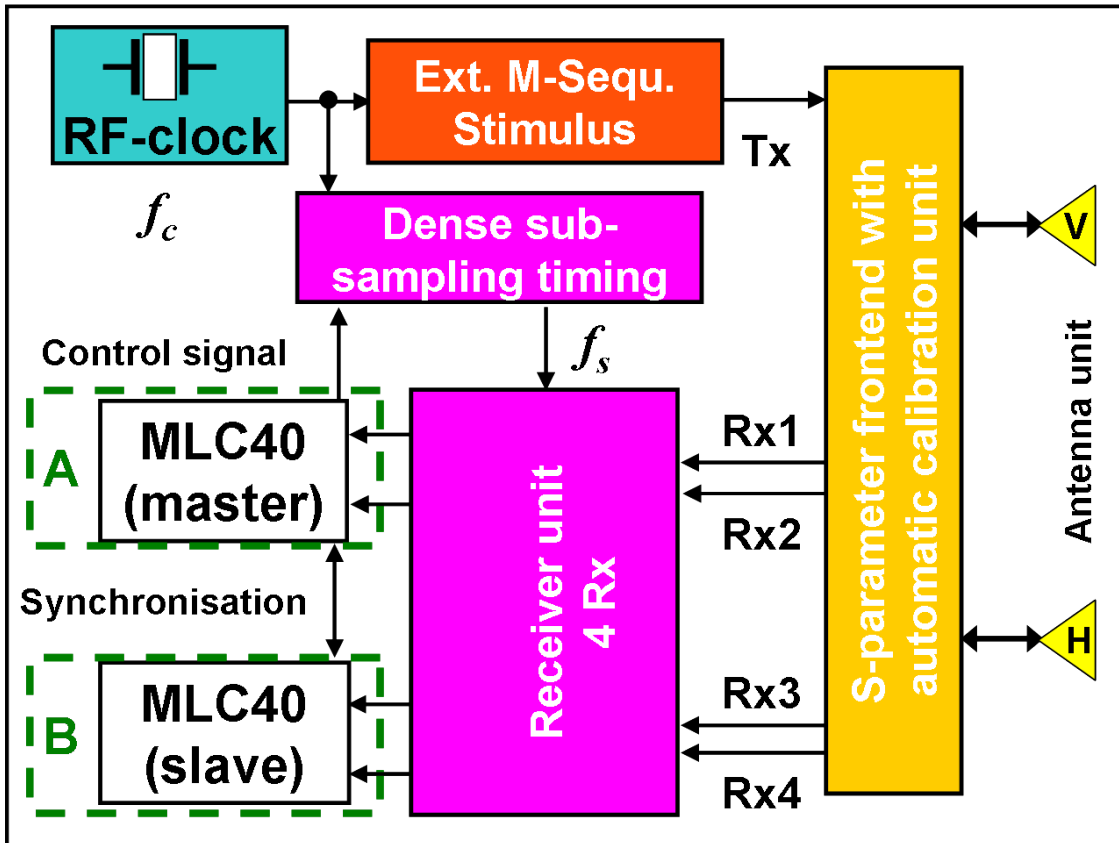 RF-clock
fc
Ext. M-Sequ.
Stimulus
Tx
Dense sub-
sampling timing
fs
Control signal
A
MLC40
(master)
Synchronisation
B
MLC40
(slave)
Receiver unit
4 Rx
Rx1
Rx2
Rx3
Rx4
S-parameter frontend with
automatic calibration unit
V
Antenna unit
H